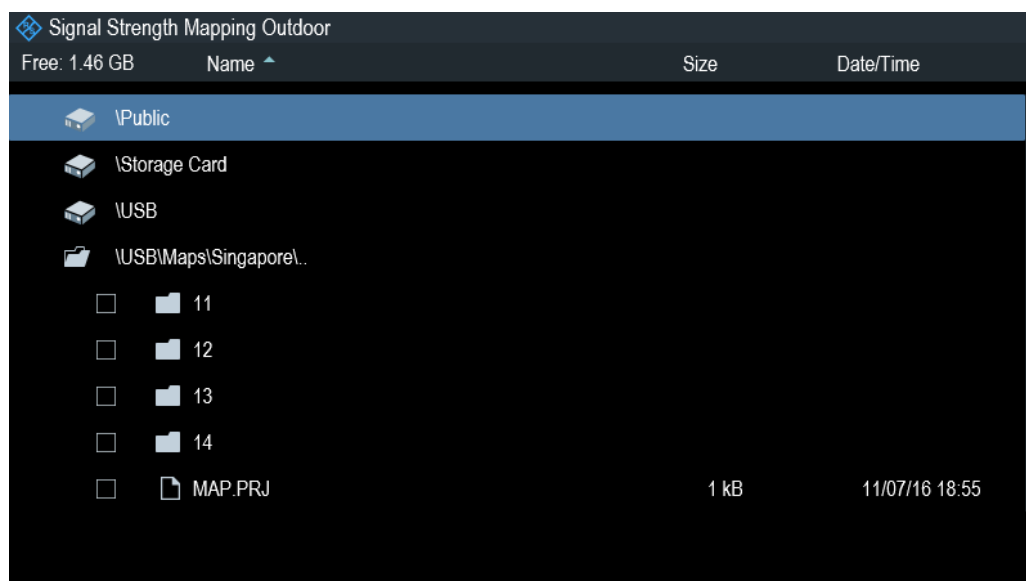 Signal Strength Mapping Outdoor
Free: 1.46 GB Name Size Date/Time
\Public
\Storage Card
\USB
\USB\Maps\Singapore\..
11
12
13
14
MAP.PRJ 1 kB 11/07/16 18:55